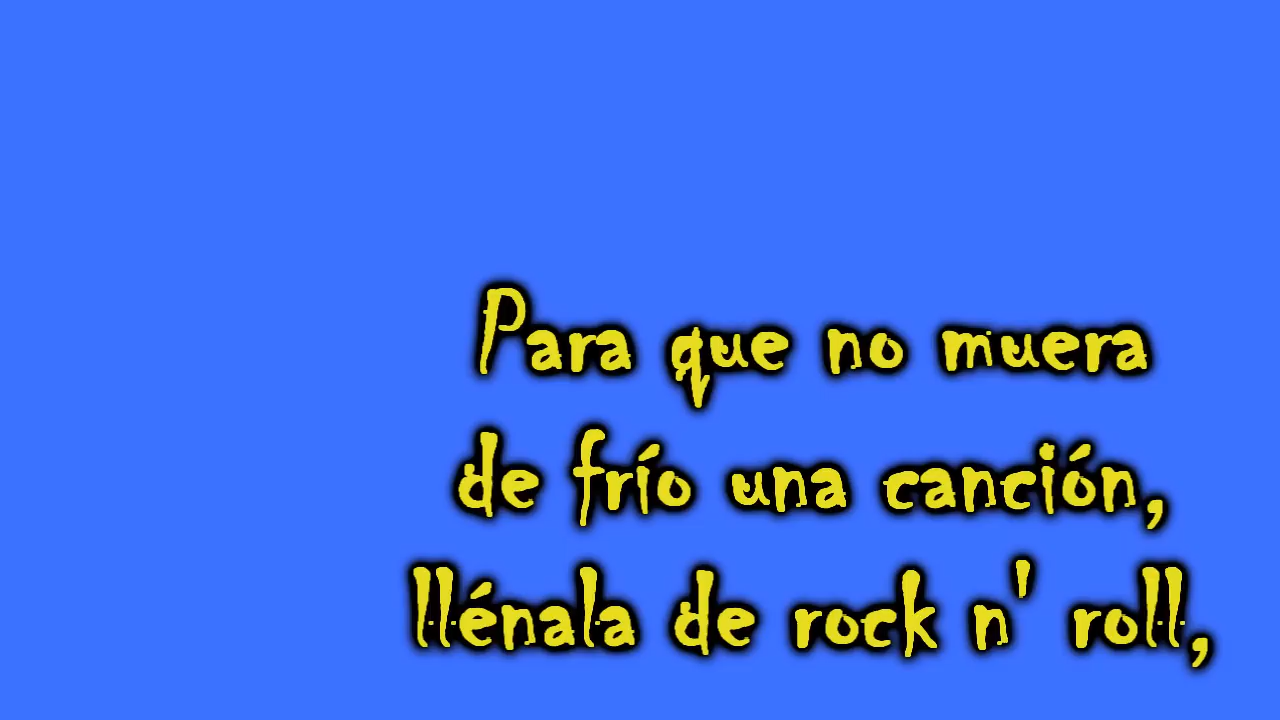 Para que no muera
de frío una canción,
llénala de rock n' roll,